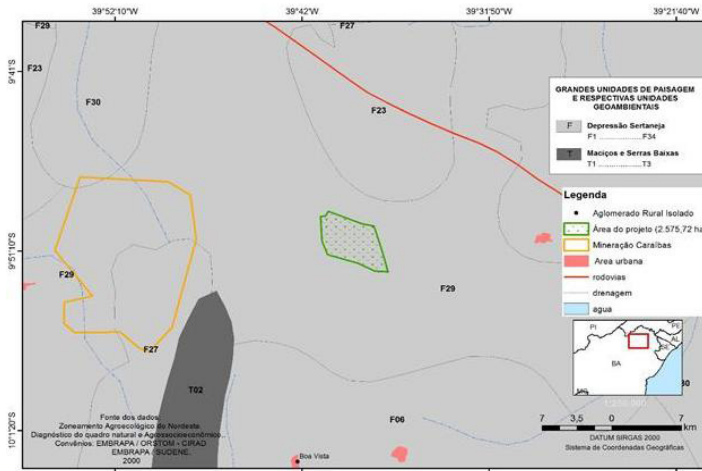 39°52'10"W 39°42'W 39°31'50"W 39°21'40"W
F29
F27
9°41'S
F23
F30
F23
GRANDES UNIDADES DE PAISAGEM
E RESPECTIVAS UNIDADES
GEOAMBIENTAIS
F Depressão Sertaneja
F1 ................F34
T Maciços e Serras Baixas
T1 ................T3
Legenda
Aglomerado Rural Isolado
Área do projeto (2.575,72 ha
Mineração Caraíbas
Area urbana
rodovias
drenagem
agua
9°51'10"S
F29
F29
F27
T02
F06
PI
PE
AL
SE
BA
MG
30
Fonte dos dados:
Zoneamento Agroecológico do Nordeste.
Diagnóstico do quadro natural e Agrossocioeconômico.
Convênios: EMBRAPA / ORSTOM - CIRAD
EMBRAPA / SUDENE,
2000
10°1'20"S
Boa Vista
7 3,5 0 7
km
DATUM SIRGAS 2000
Sistema de Coordenadas Geográficas